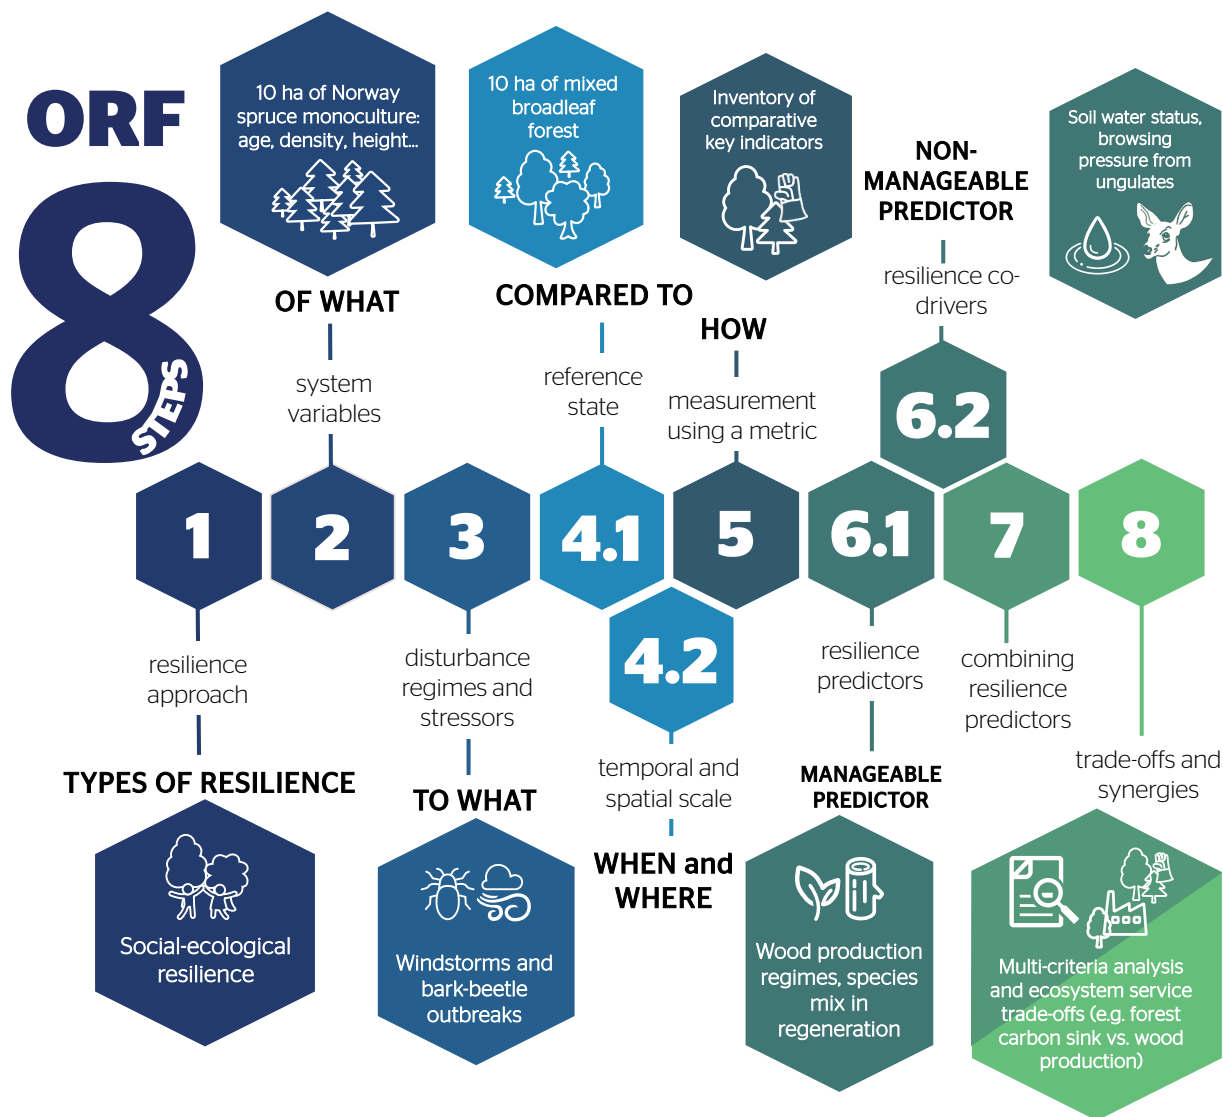 ORF
8
STEPS
10 ha of Norway
spruce monoculture:
age, density, height...
OF WHAT
system
variables
10 ha of mixed
broadleaf
forest
COMPARED TO
reference
state
Inventory of
comparative
key indicators
HOW
measurement
using a metric
NON-
MANAGEABLE
PREDICTOR
resilience co-
drivers
Soil water status,
browsing
pressure from
ungulates
1
2
3
4.1
4.2
5
6.1
6.2
7
8
resilience
approach
TYPES OF RESILIENCE
Social-ecological
resilience
disturbance
regimes and
stressors
TO WHAT
Windstorms and
bark-beetle
outbreaks
temporal and
spatial scale
WHEN and
WHERE
resilience
predictors
MANAGEABLE
PREDICTOR
Wood production
regimes, species
mix in
regeneration
combining
resilience
predictors
trade-offs and
synergies
Multi-criteria analysis
and ecosystem service
trade-offs (e.g. forest
carbon sink vs. wood
production)